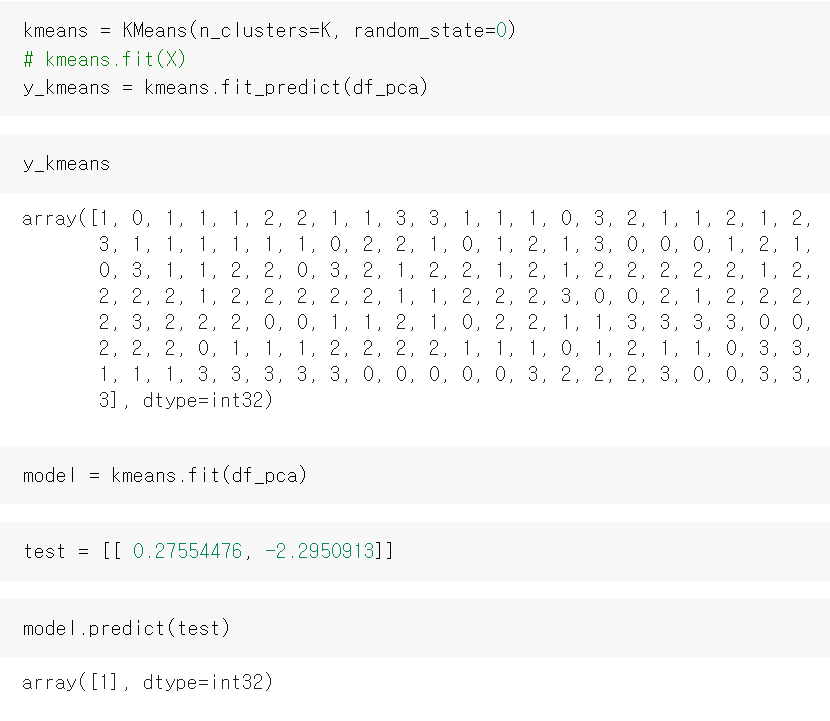 kmeans = KMeans(n_clusters=K, random_state=0)
# kmeans.fit(X)
y_kmeans = kmeans.fit_predict(df_pca)
y_kmeans
array([1, 0, 1, 1, 1, 2, 2, 1, 1, 3, 3, 1, 1, 1, 0, 3, 2, 1, 1, 2, 1, 2,
3, 1, 1, 1, 1, 1, 1, 0, 2, 2, 1, 0, 1, 2, 1, 3, 0, 0, 0, 1, 2, 1,
0, 3, 1, 1, 2, 2, 0, 3, 2, 1, 2, 2, 1, 2, 1, 2, 2, 2, 2, 2, 1, 2,
2, 2, 2, 1, 2, 2, 2, 2, 2, 1, 1, 2, 2, 2, 3, 0, 0, 2, 1, 2, 2, 2,
2, 3, 2, 2, 2, 0, 0, 1, 1, 2, 1, 0, 2, 2, 1, 1, 3, 3, 3, 3, 0, 0,
2, 2, 2, 0, 1, 1, 1, 2, 2, 2, 2, 1, 1, 1, 0, 1, 2, 1, 1, 0, 3, 3,
1, 1, 1, 3, 3, 3, 3, 3, 0, 0, 0, 0, 0, 3, 2, 2, 2, 3, 0, 0, 3, 3,
3], dtype=int32)
model = kmeans.fit(df_pca)
test = [[ 0.27554476, -2.2950913]]
model.predict(test)
array([1], dtype=int32)